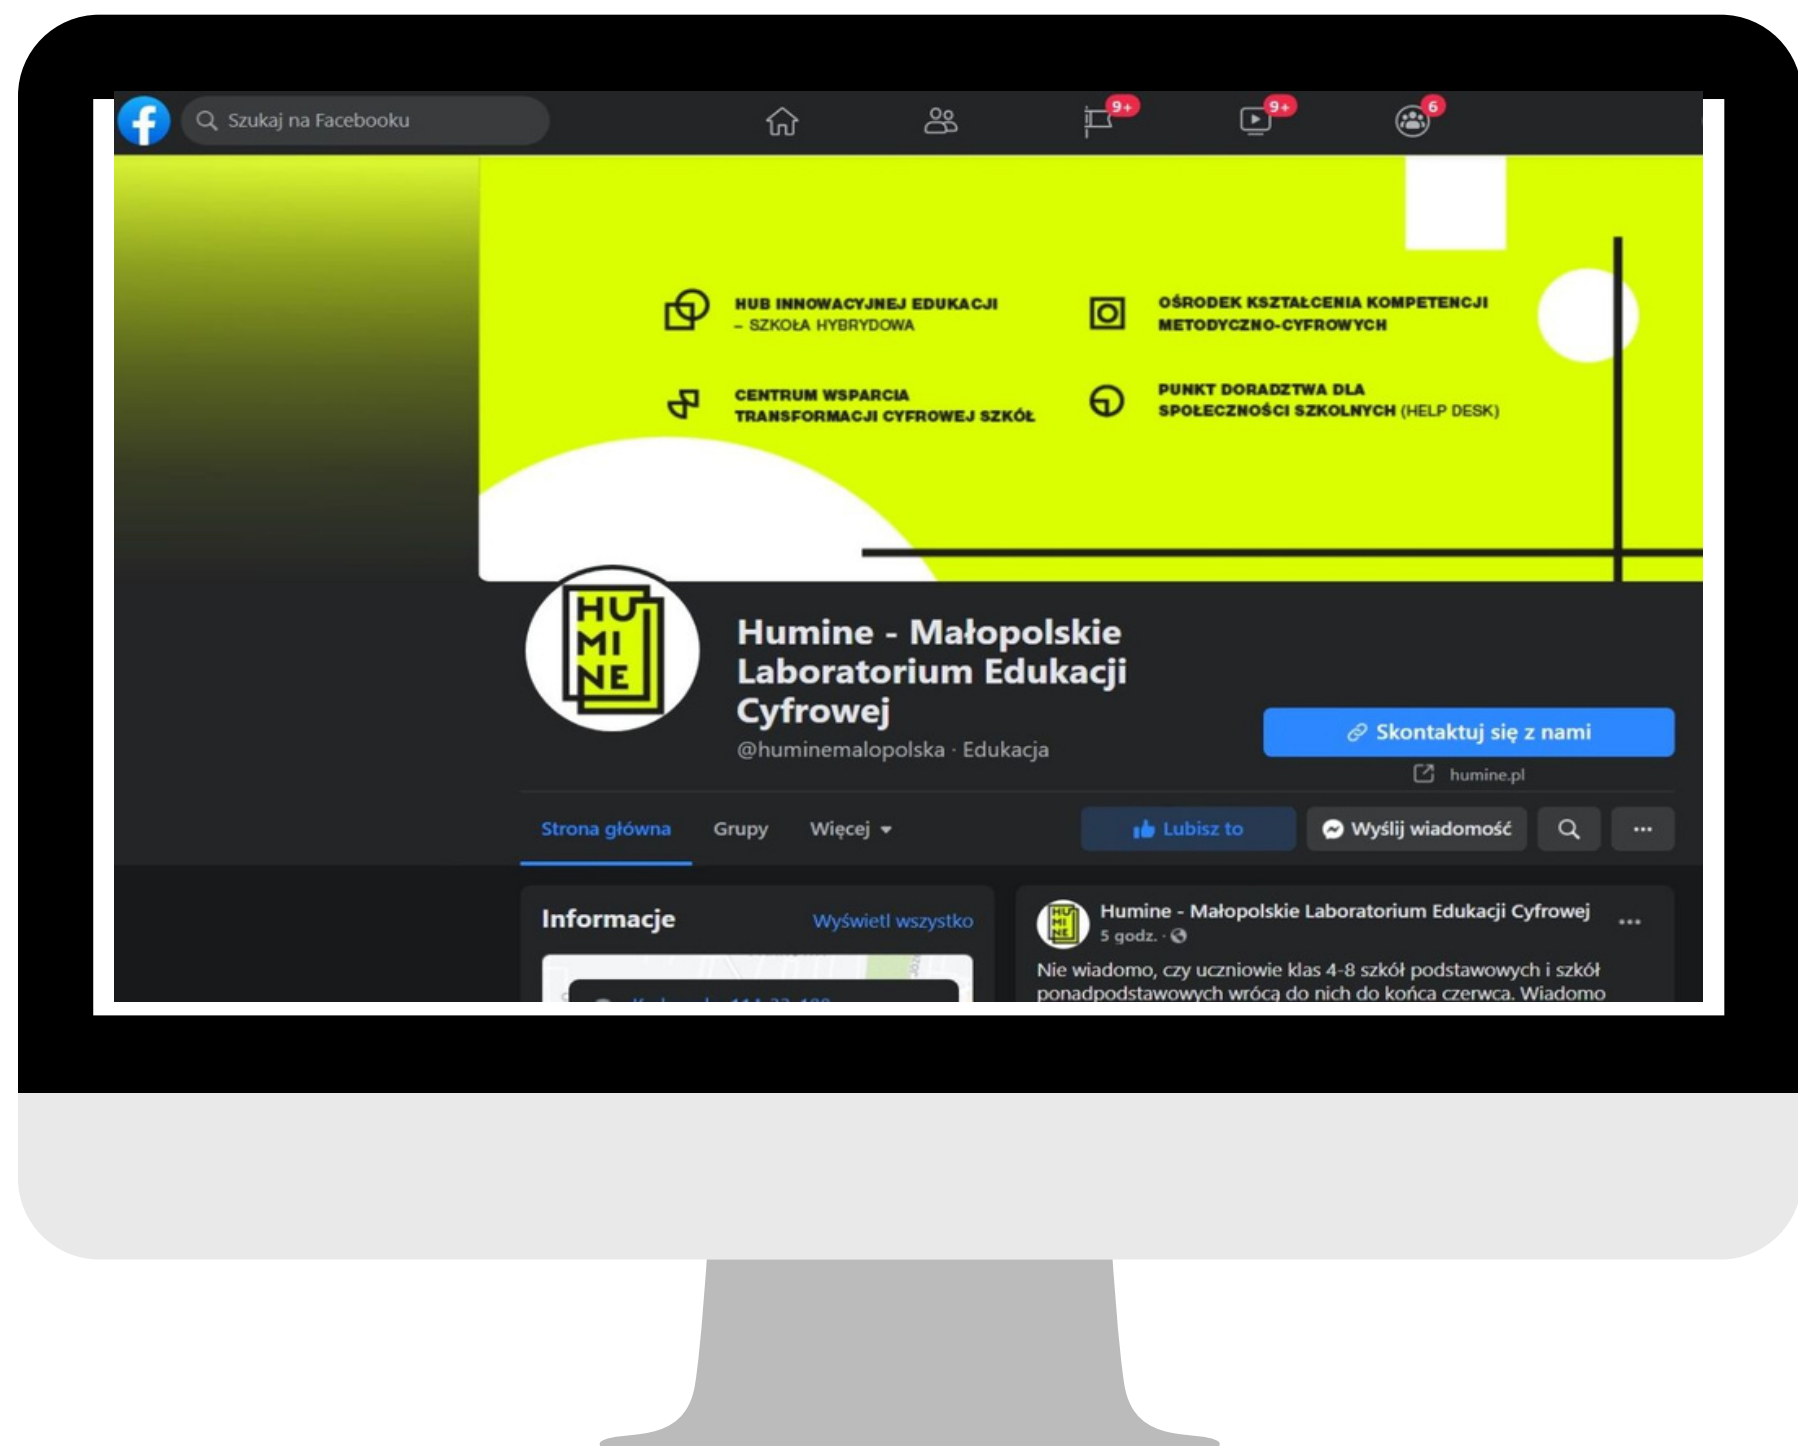 Szukaj na Facebooku
9+
9+
6
HUB INNOWACYJNEJ EDUKACJI
– SZKOŁA HYBRYDOWA
CENTRUM WSPARCIA
TRANSFORMACJI CYFROWEJ SZKÓŁ
OŚRODEK KSZTAŁCENIA KOMPETENCJI
METODYCZNO-CYFROWYCH
PUNKT DORADZTWA DLA
SPOŁECZNOŚCI SZKOLNYCH (HELP DESK)
HU
MI
NE
Humine - Małopolskie
Laboratorium Edukacji
Cyfrowej
@huminemalopolska · Edukacja
Skontaktuj się z nami
humine.pl
Strona główna
Grupy
Więcej
Lubisz to
Wyślij wiadomość
Informacje
Wyświetl wszystko
HU
MI
NE
Humine - Małopolskie Laboratorium Edukacji Cyfrowej
5 godz. ·
Nie wiadomo, czy uczniowie klas 4-8 szkół podstawowych i szkół
ponadpodstawowych wrócą do nich do końca czerwca. Wiadomo